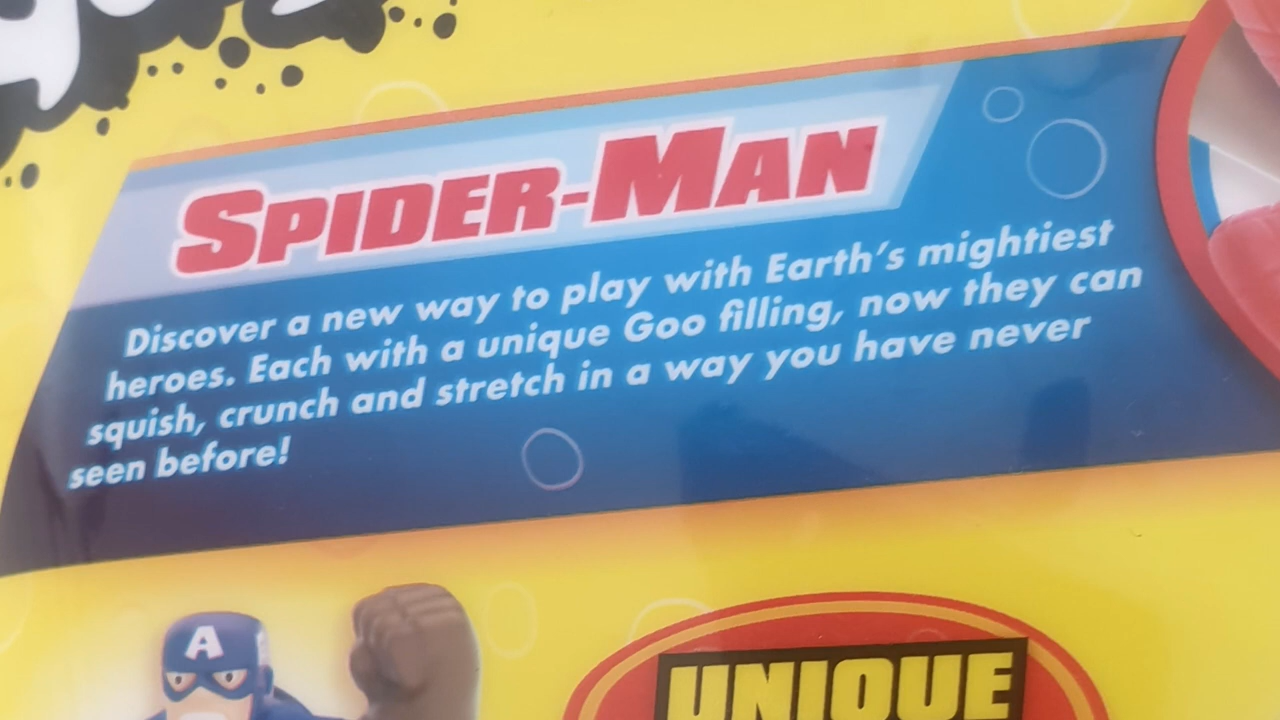 SPIDER-MAN
Discover a new way to play with Earth's mightiest
heroes. Each with a unique Goo filling, now they can
squish, crunch and stretch in a way you have never
seen before!
A
UNIQUE